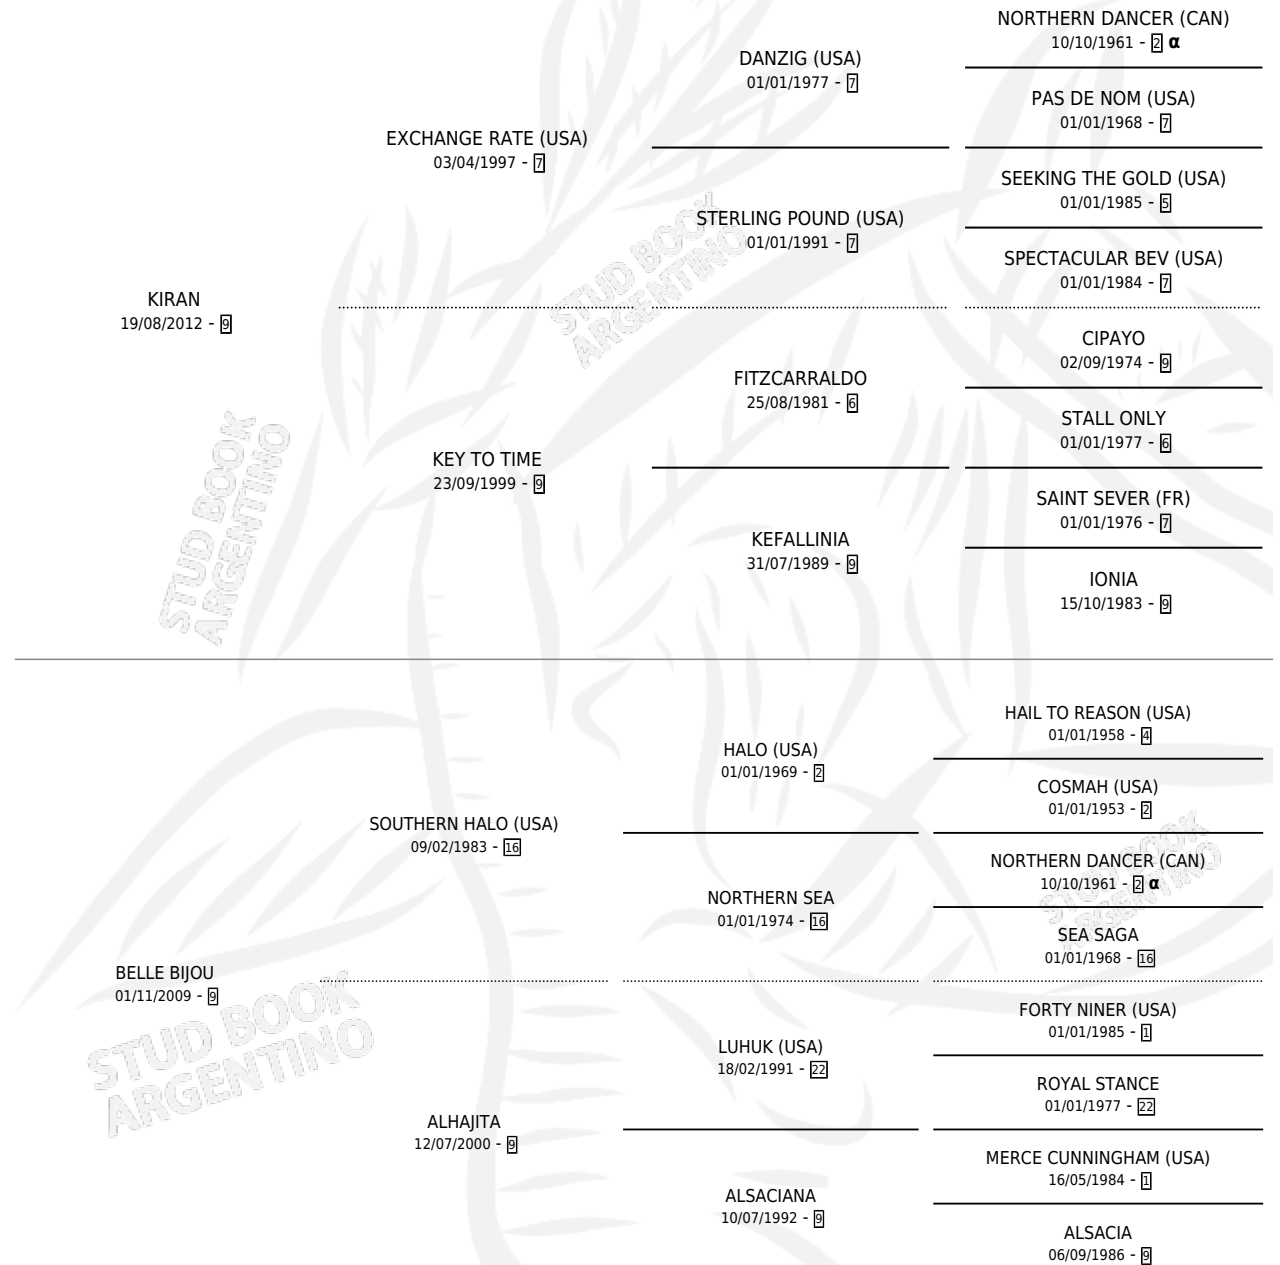 NORTHERN DANCER (CAN)
10/10/1961 - 2 α
DANZIG (USA)
01/01/1977 - 7
PAS DE NOM (USA)
01/01/1968 - 7
EXCHANGE RATE (USA)
03/04/1997 - 7
SEEKING THE GOLD (USA)
01/01/1985 - 5
STERLING POUND (USA)
01/01/1991 - 7
SPECTACULAR BEV (USA)
01/01/1984 - 7
KIRAN
19/08/2012 - 9
CIPAYO
02/09/1974 - 9
FITZCARRALDO
25/08/1981 - 6
STALL ONLY
01/01/1977 - 6
KEY TO TIME
23/09/1999 - 9
SAINT SEVER (FR)
01/01/1976 - 7
KEFALLINIA
31/07/1989 - 9
IONIA
15/10/1983 - 9
HAIL TO REASON (USA)
01/01/1958 - 4
HALO (USA)
01/01/1969 - 2
COSMAH (USA)
01/01/1953 - 2
SOUTHERN HALO (USA)
09/02/1983 - 16
NORTHERN DANCER (CAN)
10/10/1961 - 2 α
NORTHERN SEA
01/01/1974 - 16
SEA SAGA
01/01/1968 - 16
BELLE BIJOU
01/11/2009 - 9
FORTY NINER (USA)
01/01/1985 - 1
LUHUK (USA)
18/02/1991 - 22
ROYAL STANCE
01/01/1977 - 22
ALHAJITA
12/07/2000 - 9
MERCE CUNNINGHAM (USA)
16/05/1984 - 1
ALSACIANA
10/07/1992 - 9
ALSACIA
06/09/1986 - 9
STUD BOOK
ARGENTINO
STUD BOOK
ARGENTINO
STUD BOOK
ARGENTINO
STUD BOOK
ARGENTINO